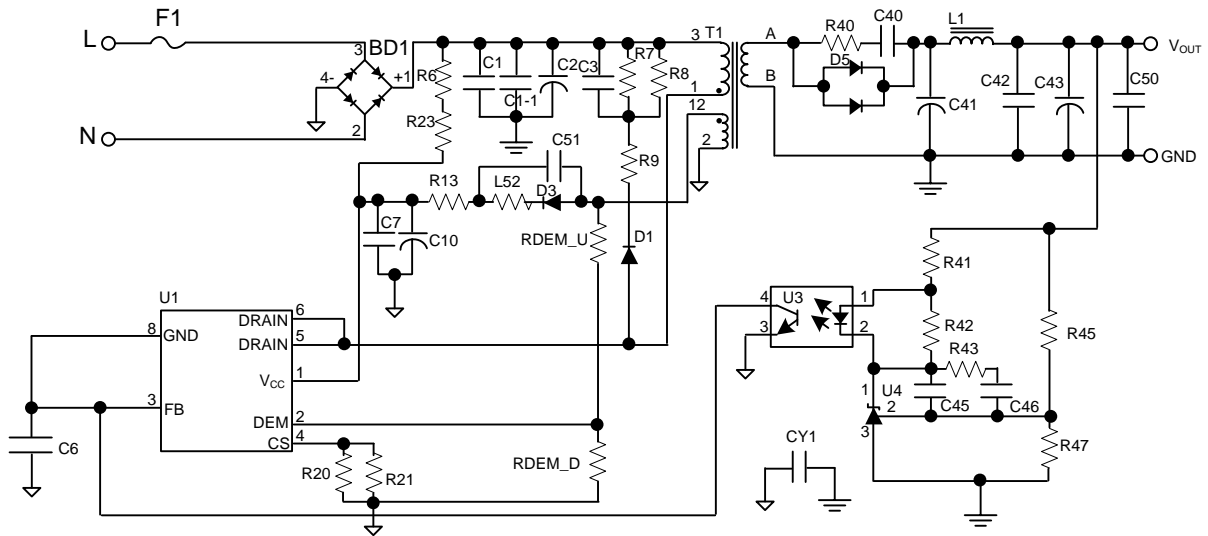 F1
L
3
BD1
4-
+1
2
N
R6
R23
C1
C1-1
C2
C3
R7
R8
3
T1
1
12
2
A
B
R40
C40
D5
L1
C41
C42
C43
C50
VOUT
GND
C51
R9
R13
L52
D3
C7
C10
RDEM_U
D1
U1
8
GND
DRAIN
6
DRAIN
5
VCC
1
3
FB
DEM
2
CS
4
C6
R20
R21
RDEM_D
4
U3
1
3
2
R41
R42
R43
R45
1
U4
2
3
C45
C46
R47
CY1